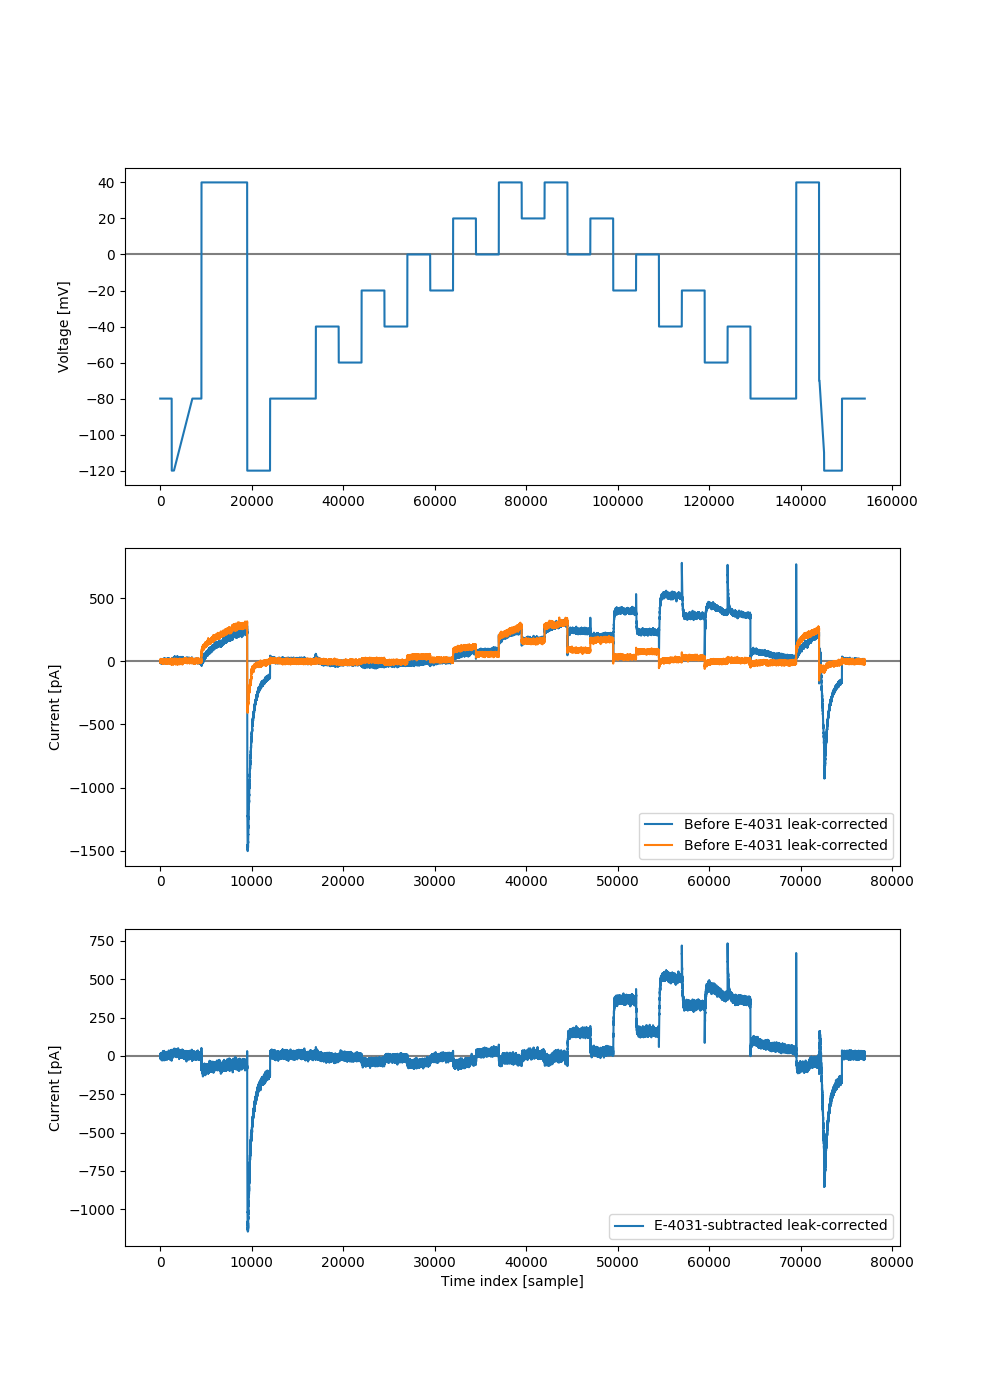 Voltage [mV]
40
20
0
−20
−40
−60
−80
−100
−120
0 20000 40000 60000 80000 100000 120000 140000 160000
Current [pA]
500
0
−500
−1000
−1500
Before E-4031 leak-corrected
Before E-4031 leak-corrected
0 10000 20000 30000 40000 50000 60000 70000 80000
Current [pA]
750
500
250
0
−250
−500
−750
−1000
E-4031-subtracted leak-corrected
0 10000 20000 30000 40000 50000 60000 70000 80000
Time index [sample]